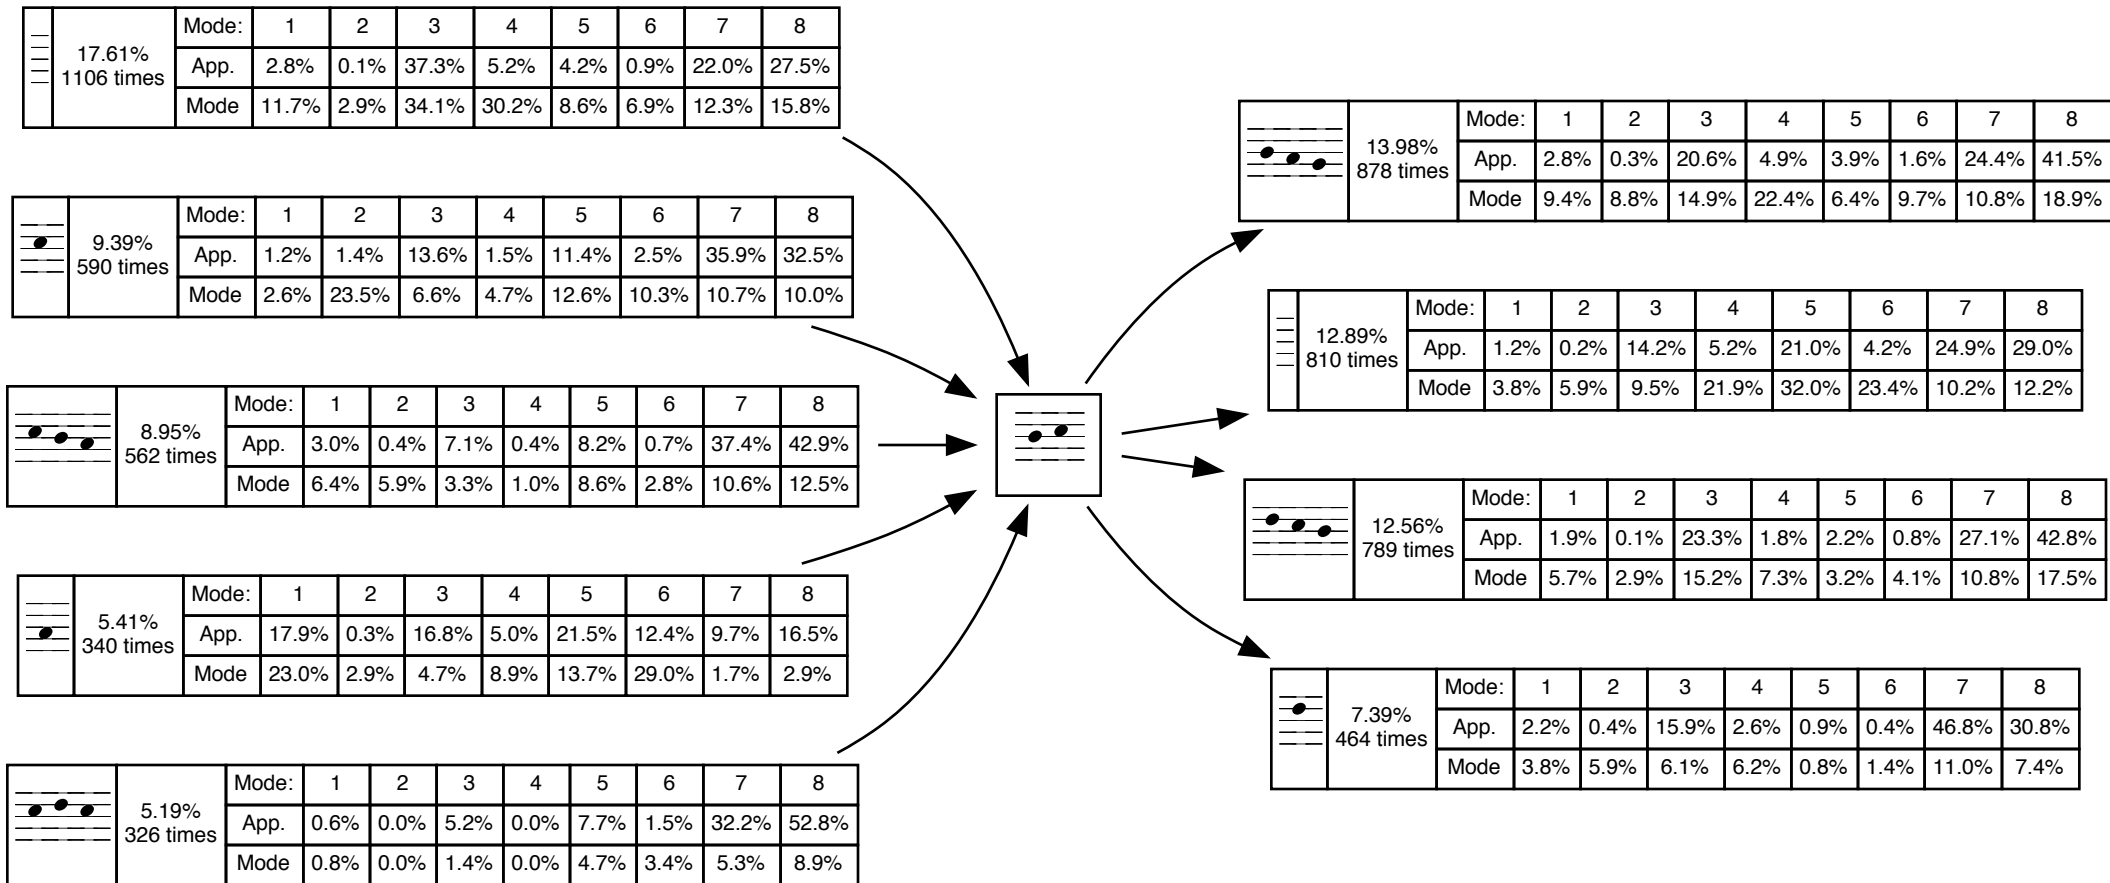 Mode: 1 2 3 4 5 6 7 8
17.61%
1106 times
App. 2.8% 0.1% 37.3% 5.2% 4.2% 0.9% 22.0% 27.5%
Mode 11.7% 2.9% 34.1% 30.2% 8.6% 6.9% 12.3% 15.8%
Mode: 1 2 3 4 5 6 7 8
9.39%
590 times
App. 1.2% 1.4% 13.6% 1.5% 11.4% 2.5% 35.9% 32.5%
Mode 2.6% 23.5% 6.6% 4.7% 12.6% 10.3% 10.7% 10.0%
Mode: 1 2 3 4 5 6 7 8
8.95%
562 times
App. 3.0% 0.4% 7.1% 0.4% 8.2% 0.7% 37.4% 42.9%
Mode 6.4% 5.9% 3.3% 1.0% 8.6% 2.8% 10.6% 12.5%
Mode: 1 2 3 4 5 6 7 8
5.41%
340 times
App. 17.9% 0.3% 16.8% 5.0% 21.5% 12.4% 9.7% 16.5%
Mode 23.0% 2.9% 4.7% 8.9% 13.7% 29.0% 1.7% 2.9%
Mode: 1 2 3 4 5 6 7 8
5.19%
326 times
App. 0.6% 0.0% 5.2% 0.0% 7.7% 1.5% 32.2% 52.8%
Mode 0.8% 0.0% 1.4% 0.0% 4.7% 3.4% 5.3% 8.9%
Mode: 1 2 3 4 5 6 7 8
13.98%
878 times
App. 2.8% 0.3% 20.6% 4.9% 3.9% 1.6% 24.4% 41.5%
Mode 9.4% 8.8% 14.9% 22.4% 6.4% 9.7% 10.8% 18.9%
Mode: 1 2 3 4 5 6 7 8
12.89%
810 times
App. 1.2% 0.2% 14.2% 5.2% 21.0% 4.2% 24.9% 29.0%
Mode 3.8% 5.9% 9.5% 21.9% 32.0% 23.4% 10.2% 12.2%
Mode: 1 2 3 4 5 6 7 8
12.56%
789 times
App. 1.9% 0.1% 23.3% 1.8% 2.2% 0.8% 27.1% 42.8%
Mode 5.7% 2.9% 15.2% 7.3% 3.2% 4.1% 10.8% 17.5%
Mode: 1 2 3 4 5 6 7 8
7.39%
464 times
App. 2.2% 0.4% 15.9% 2.6% 0.9% 0.4% 46.8% 30.8%
Mode 3.8% 5.9% 6.1% 6.2% 0.8% 1.4% 11.0% 7.4%